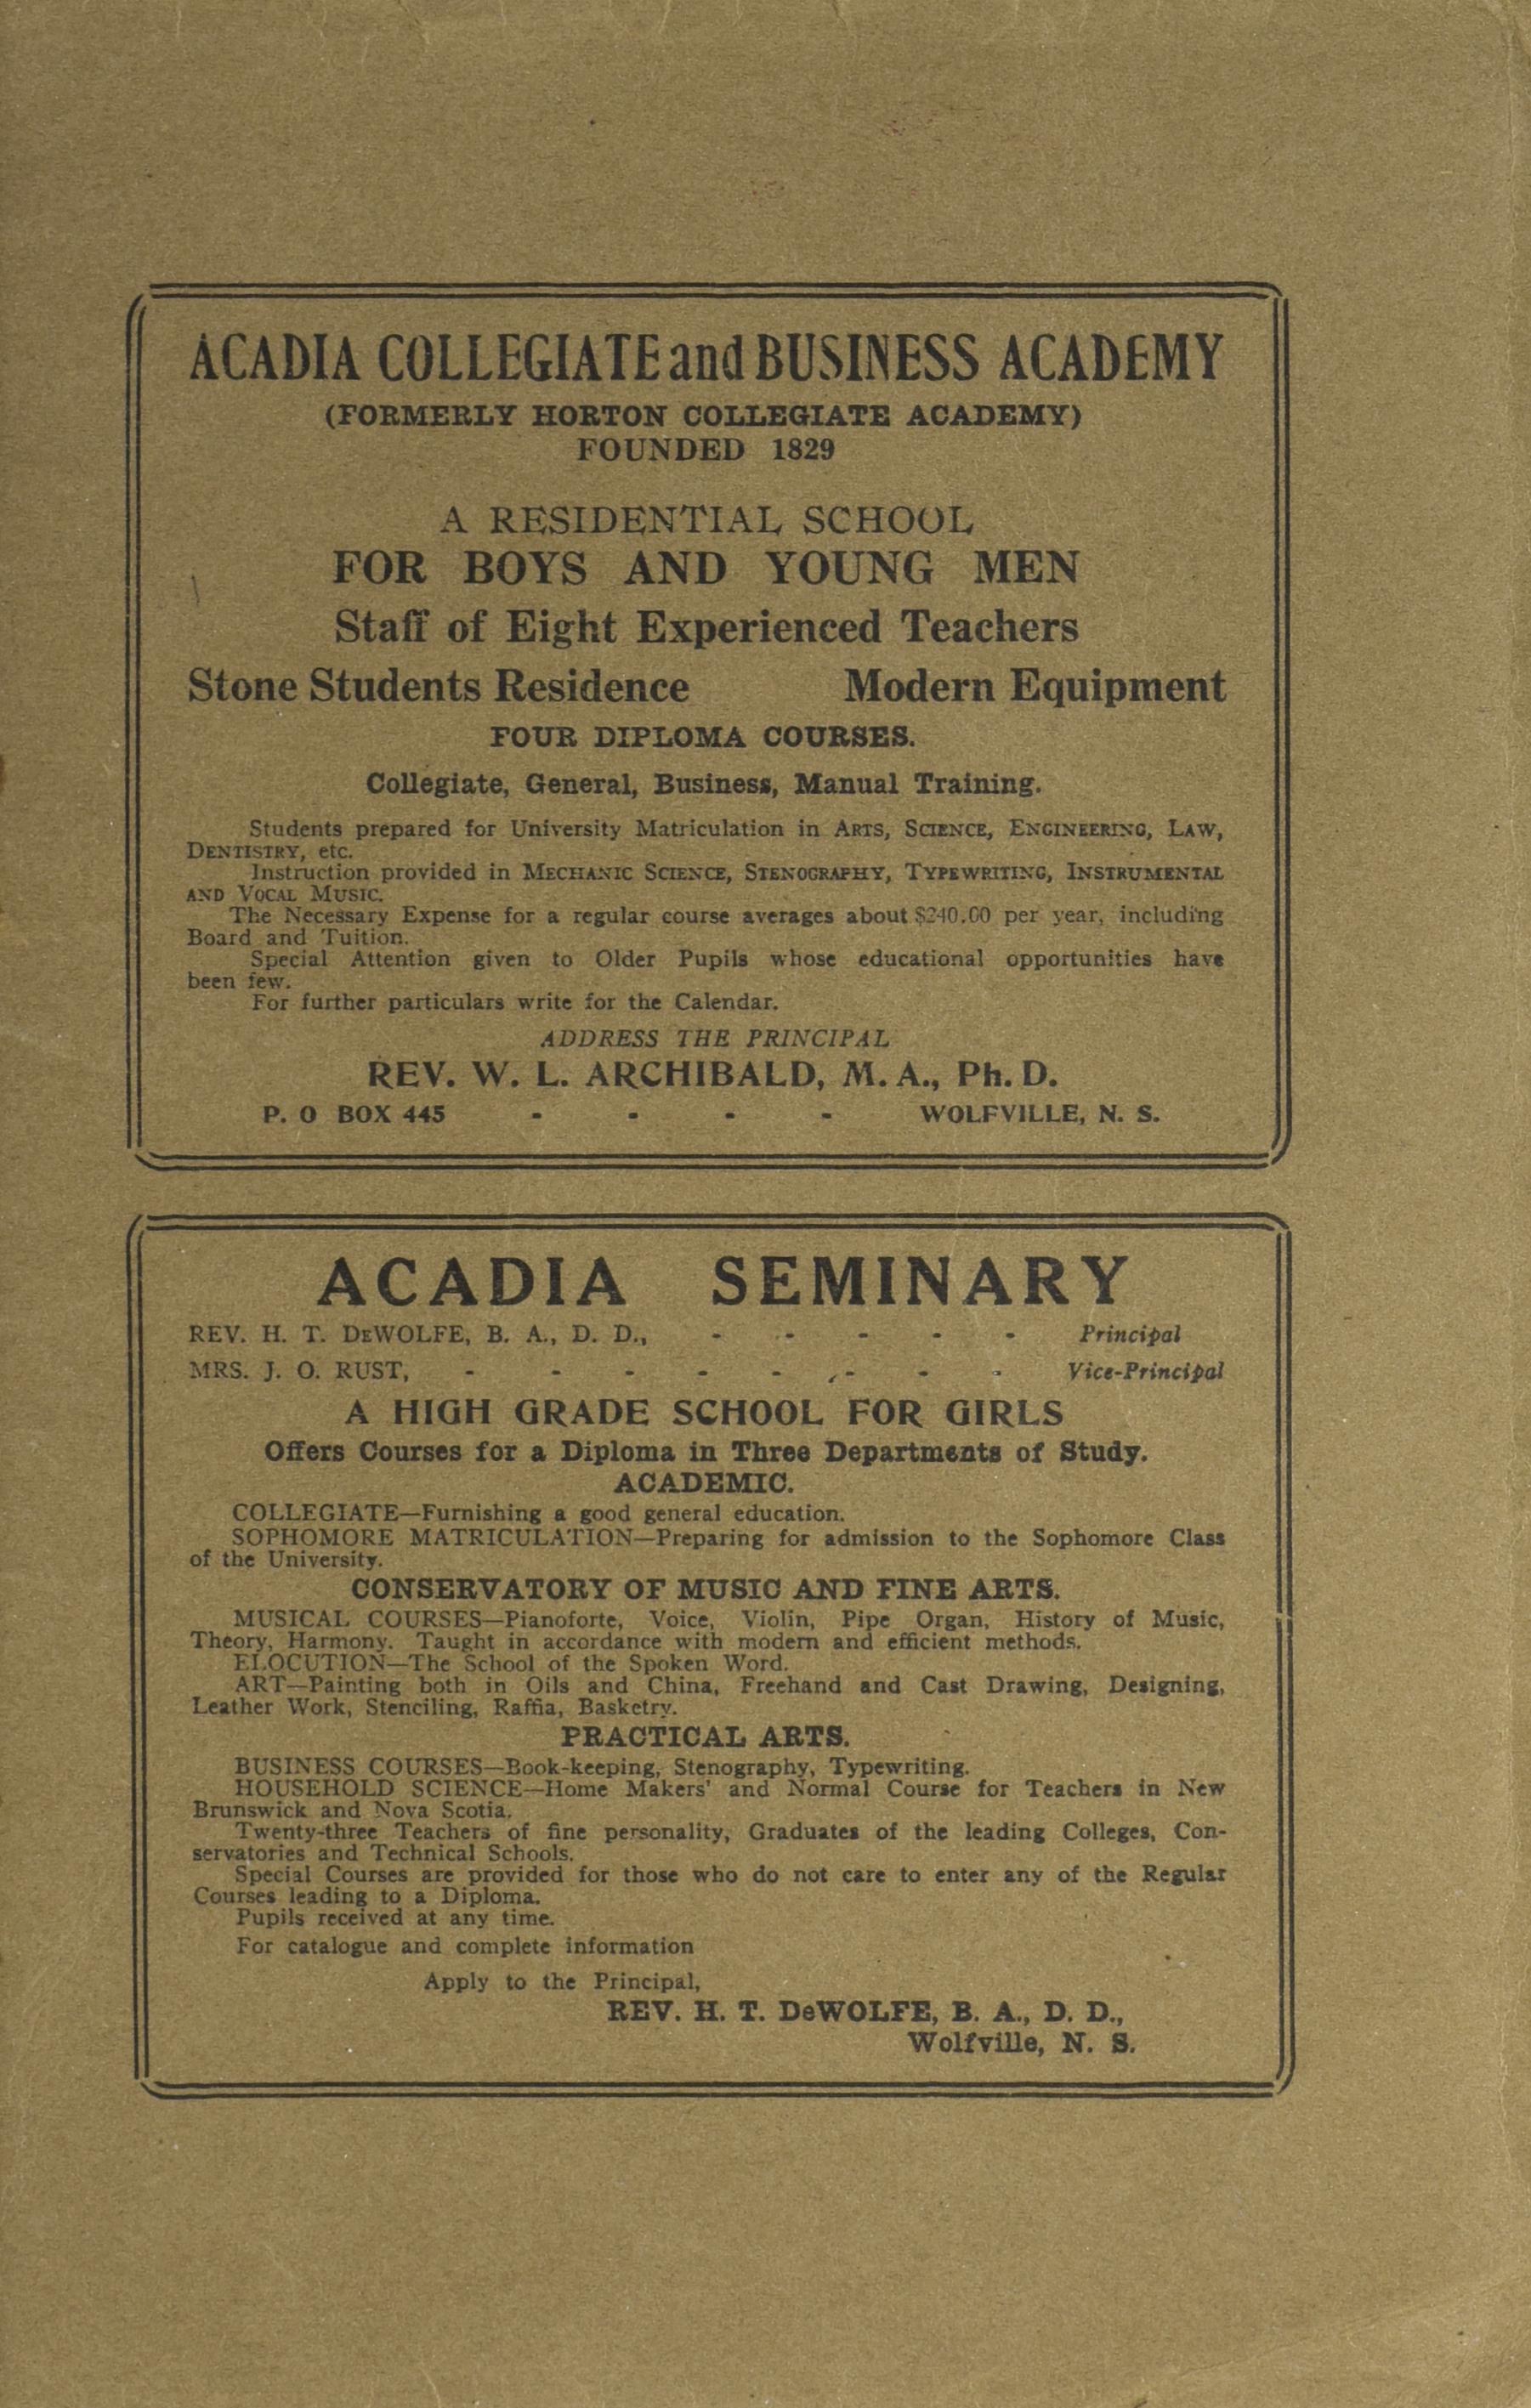 ACADIA COLLEGIATE and BUSINESS ACADEMY
(FORMERLY HORTON COLLEGIATE ACADEMY)
FOUNDED 1829
A RESIDENTIAL SCHOOL
FOR BOYS AND YOUNG MEN
Staff of Eight Experienced Teachers
Stone Students Residence Modern Equipment
FOUR DIPLOMA COURSES.
Collegiate, General, Business, Manual Training.
Students prepared for University Matriculation in ARTS, SCIENCE, ENGINEERING, LAW,
DENTISTRY, etc.
Instruction provided in MECHANIC SCIENCE, STENOGRAPHY, TYPEWRITING, INSTRUMENTAL
AND VOCAL MUSIC.
The Necessary Expense for a regular course averages about $240.00 per year, including
Board and Tuition.
Special Attention given to Older Pupils whose educational opportunities have
been few.
For further particulars write for the Calendar.
ADDRESS THE PRINCIPAL
REV. W. L. ARCHIBALD, M. A., Ph. D.
P. O BOX 445 - - - - WOLFVILLE, N. S.
ACADIA SEMINARY
REV. H. T. DEWOLFE, B. A., D. D., - - - - - Principal
MRS. J. O. RUST, - - - - - - - - Vice-Principal
A HIGH GRADE SCHOOL FOR GIRLS
Offers Courses for a Diploma in Three Departments of Study.
ACADEMIC.
COLLEGIATE—Furnishing a good general education.
SOPHOMORE MATRICULATION—Preparing for admission to the Sophomore Class
of the University.
CONSERVATORY OF MUSIC AND FINE ARTS.
MUSICAL COURSES—Pianoforte, Voice, Violin, Pipe Organ, History of Music,
Theory, Harmony. Taught in accordance with modern and efficient methods.
ELOCUTION—The School of the Spoken Word.
ART—Painting both in Oils and China, Freehand and Cast Drawing, Designing,
Leather Work, Stenciling, Raffia, Basketry.
PRACTICAL ARTS.
BUSINESS COURSES—Book-keeping, Stenography, Typewriting.
HOUSEHOLD SCIENCE—Home Makers' and Normal Course for Teachers in New
Brunswick and Nova Scotia.
Twenty-three Teachers of fine personality, Graduates of the leading Colleges, Con-
servatories and Technical Schools.
Special Courses are provided for those who do not care to enter any of the Regular
Courses leading to a Diploma.
Pupils received at any time.
For catalogue and complete information
Apply to the Principal,
REV. H. T. DeWOLFE, B. A., D. D.,
Wolfville, N. S.